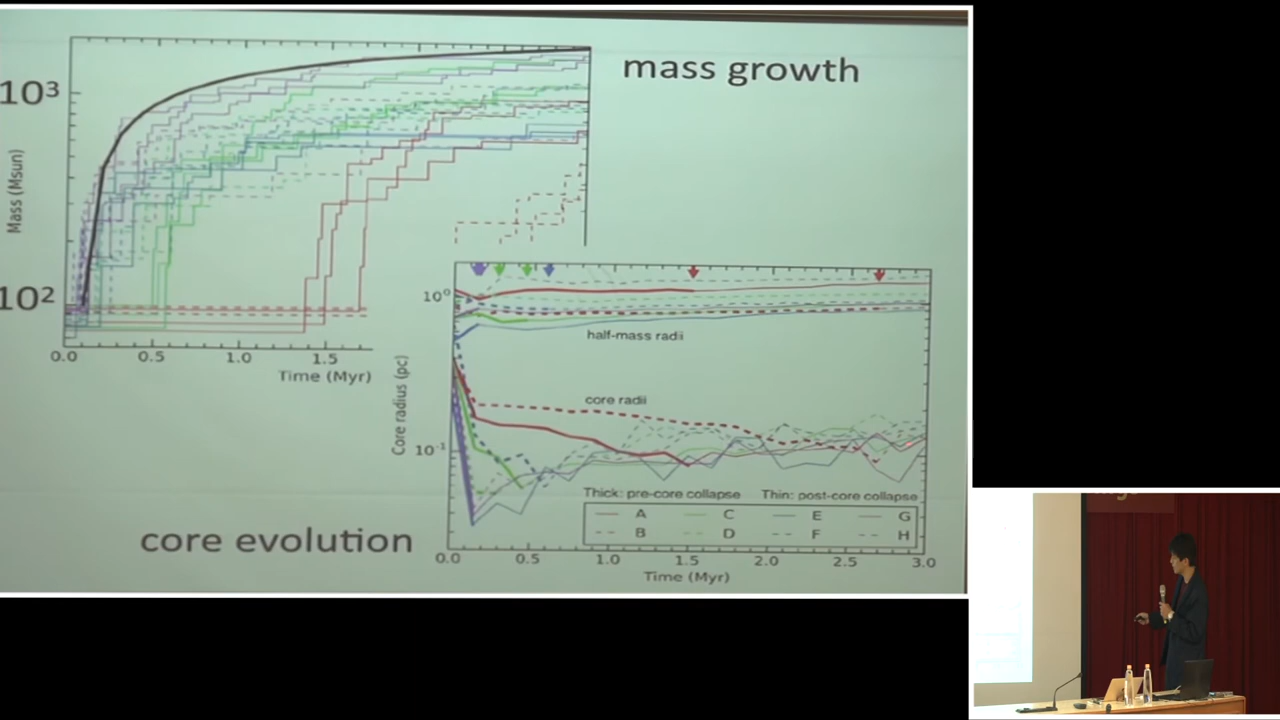 mass growth
10³
10²
Mass (Msun)
0.0 0.5 1.0 1.5
Time (Myr)
10⁰
10⁻¹
Core radius (pc)
half-mass radii
core radii
Thick: pre-core collapse Thin: post-core collapse
A C E G
B D F H
0.0 0.5 1.0 1.5 2.0 2.5 3.0
Time (Myr)
core evolution